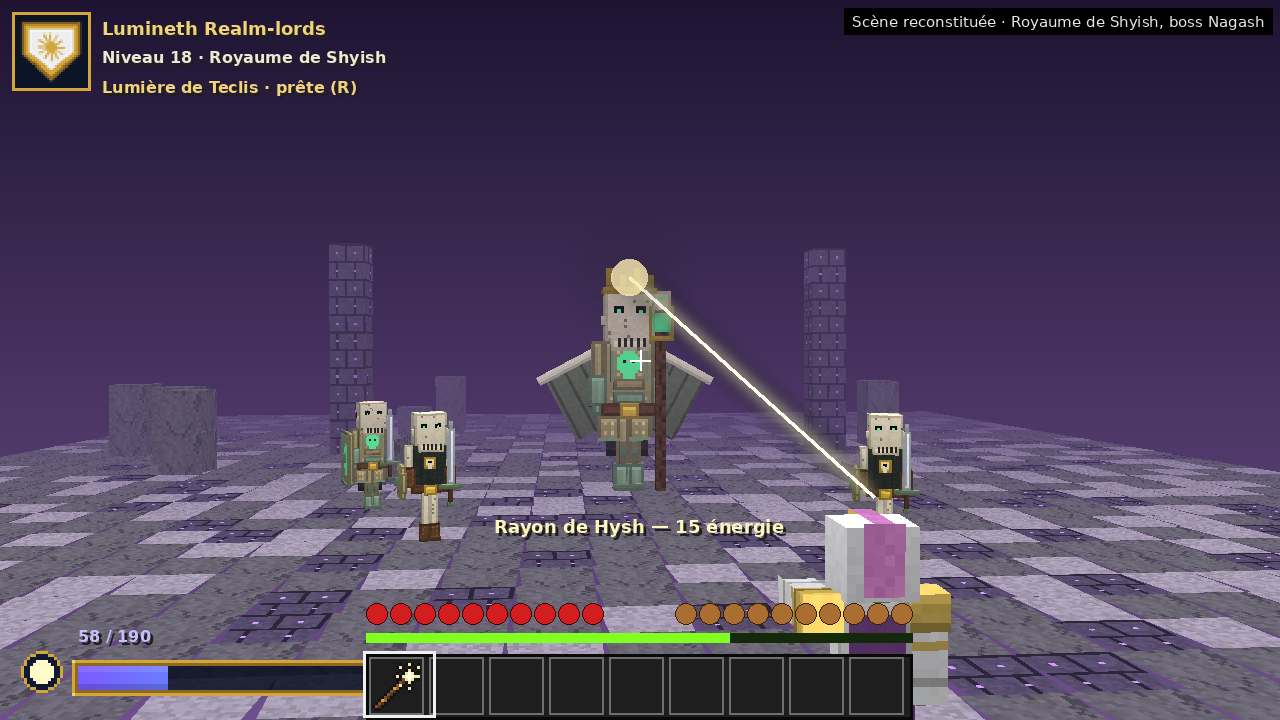 Lumineth Realm-lords
Niveau 18 · Royaume de Shyish
Lumière de Teclis · prête (R)
Scène reconstituée · Royaume de Shyish, boss Nagash
Rayon de Hysh — 15 énergie
58 / 190